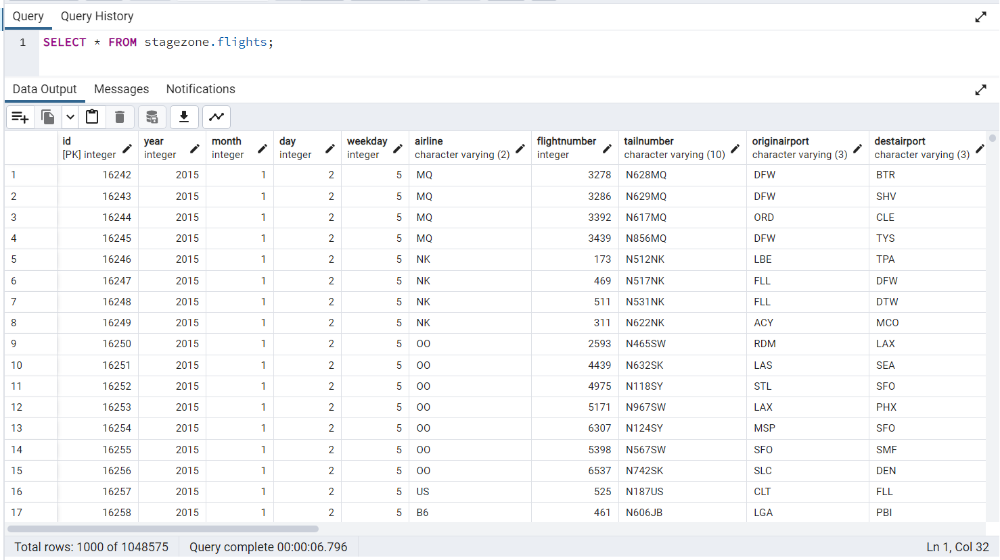 Query Query History
1 SELECT * FROM stagezone.flights;
Data Output Messages Notifications
id year month day weekday airline flightnumber tailnumber originairport destairport
[PK] integer integer integer integer integer character varying (2) integer character varying (10) character varying (3) character varying (3)
1 16242 2015 1 2 5 MQ 3278 N628MQ DFW BTR
2 16243 2015 1 2 5 MQ 3286 N629MQ DFW SHV
3 16244 2015 1 2 5 MQ 3392 N617MQ ORD CLE
4 16245 2015 1 2 5 MQ 3439 N856MQ DFW TYS
5 16246 2015 1 2 5 NK 173 N512NK LBE TPA
6 16247 2015 1 2 5 NK 469 N517NK FLL DFW
7 16248 2015 1 2 5 NK 511 N531NK FLL DTW
8 16249 2015 1 2 5 NK 311 N622NK ACY MCO
9 16250 2015 1 2 5 OO 2593 N465SW RDM LAX
10 16251 2015 1 2 5 OO 4439 N632SK LAS SEA
11 16252 2015 1 2 5 OO 4975 N118SY STL SFO
12 16253 2015 1 2 5 OO 5171 N967SW LAX PHX
13 16254 2015 1 2 5 OO 6307 N124SY MSP SFO
14 16255 2015 1 2 5 OO 5398 N567SW SFO SMF
15 16256 2015 1 2 5 OO 6537 N742SK SLC DEN
16 16257 2015 1 2 5 US 525 N187US CLT FLL
17 16258 2015 1 2 5 B6 461 N606JB LGA PBI
Total rows: 1000 of 1048575 Query complete 00:00:06.796 Ln 1, Col 32